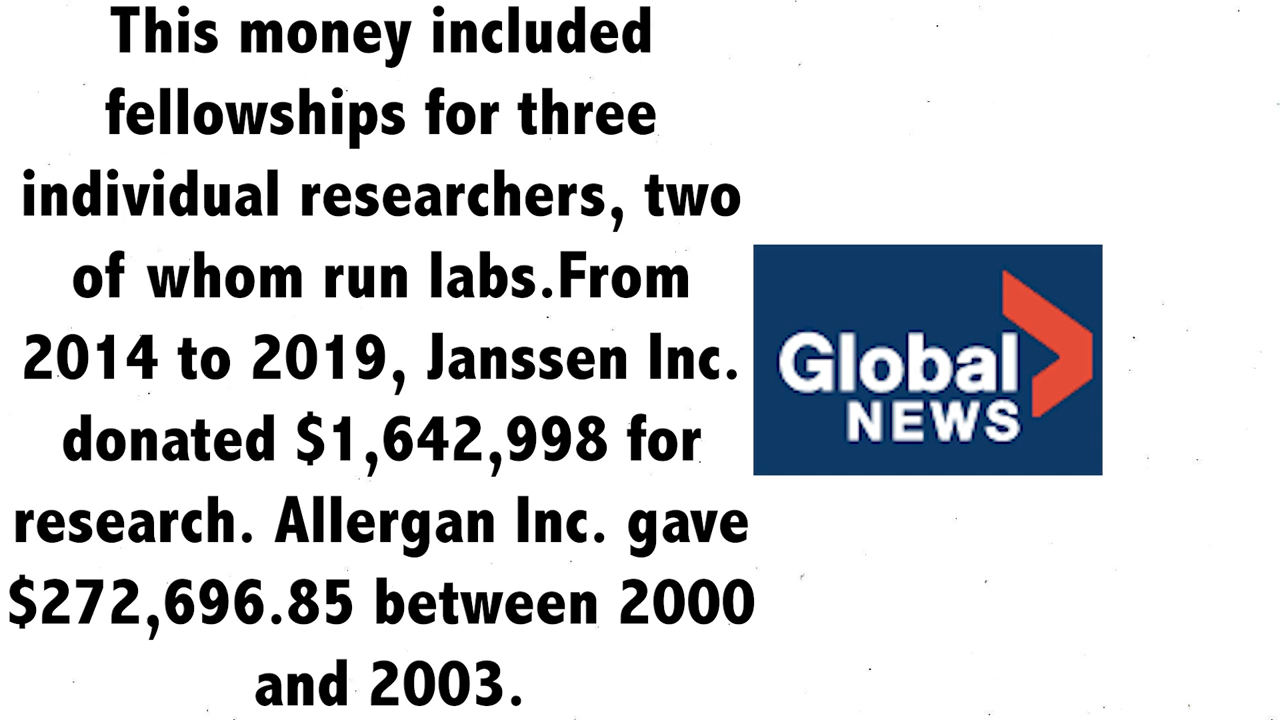 This money included
fellowships for three
individual researchers, two
of whom run labs.From
2014 to 2019, Janssen Inc.
donated $1,642,998 for
research. Allergan Inc. gave
$272,696.85 between 2000
and 2003.
Global
NEWS